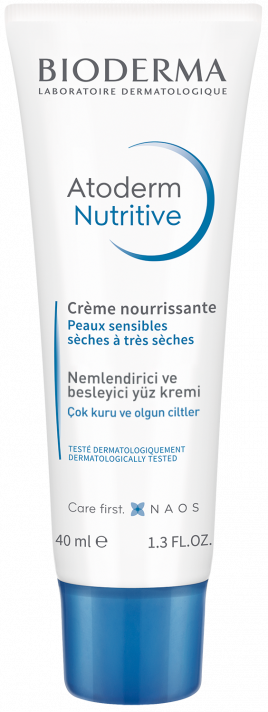 BIODERMA
LABORATOIRE DERMATOLOGIQUE
Atoderm
Nutritive
Crème nourrissante
Peaux sensibles
sèches à très sèches
Nemlendirici ve
besleyici yüz kremi
Çok kuru ve olgun ciltler
TESTÉ DERMATOLOGIQUEMENT
DERMATOLOGICALLY TESTED
Care first. NAOS
40 ml ℮ 1.3 FL.OZ.